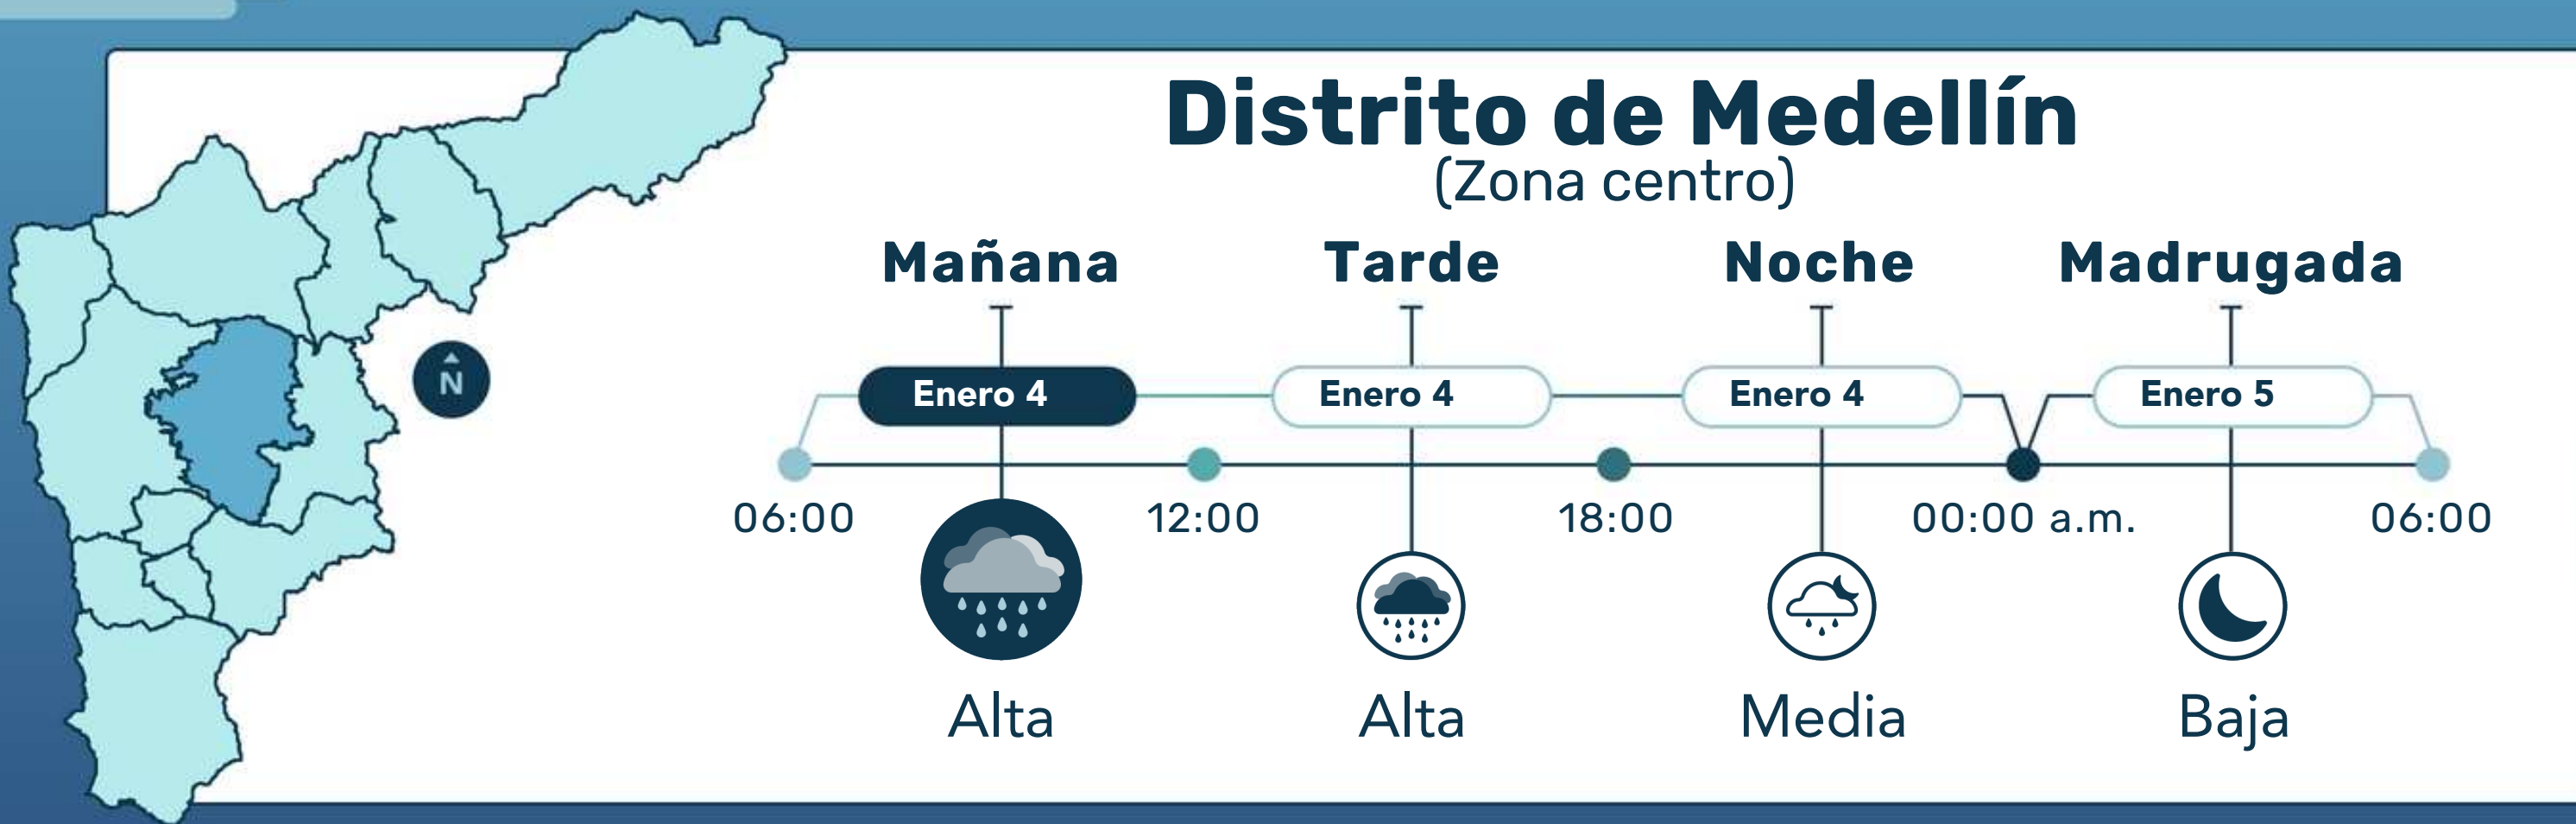 Distrito de Medellín
(Zona centro)
Mañana Tarde Noche Madrugada
Enero 4 Enero 4 Enero 4 Enero 5
N
06:00 12:00 18:00 00:00 a.m. 06:00
Alta Alta Media Baja